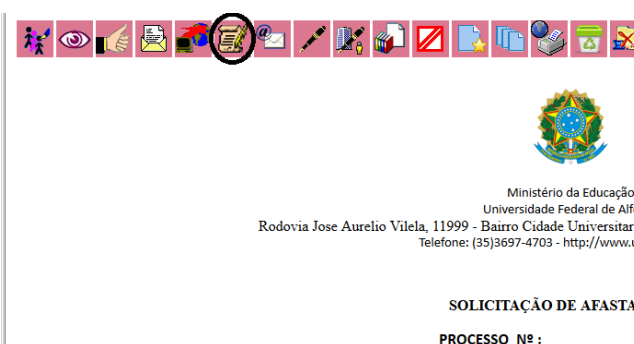 Ministério da Educação
Universidade Federal de Alf
Rodovia Jose Aurelio Vilela, 11999 - Bairro Cidade Universitar
Telefone: (35)3697-4703 - http://www.u
SOLICITAÇÃO DE AFASTA
PROCESSO Nº :